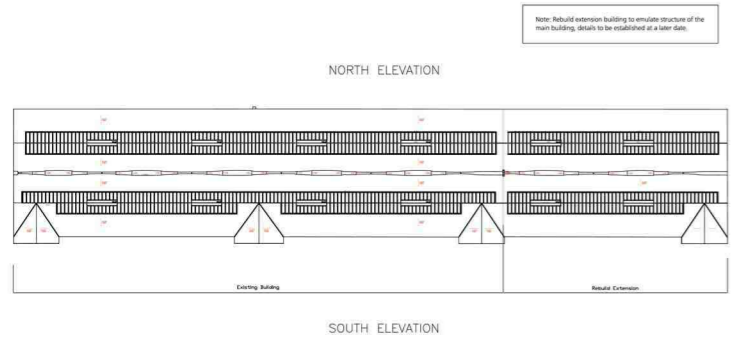 Note: Rebuild extension building to emulate structure of the
main building, details to be established at a later date.
NORTH ELEVATION
Existing Building
Rebuild Extension
SOUTH ELEVATION